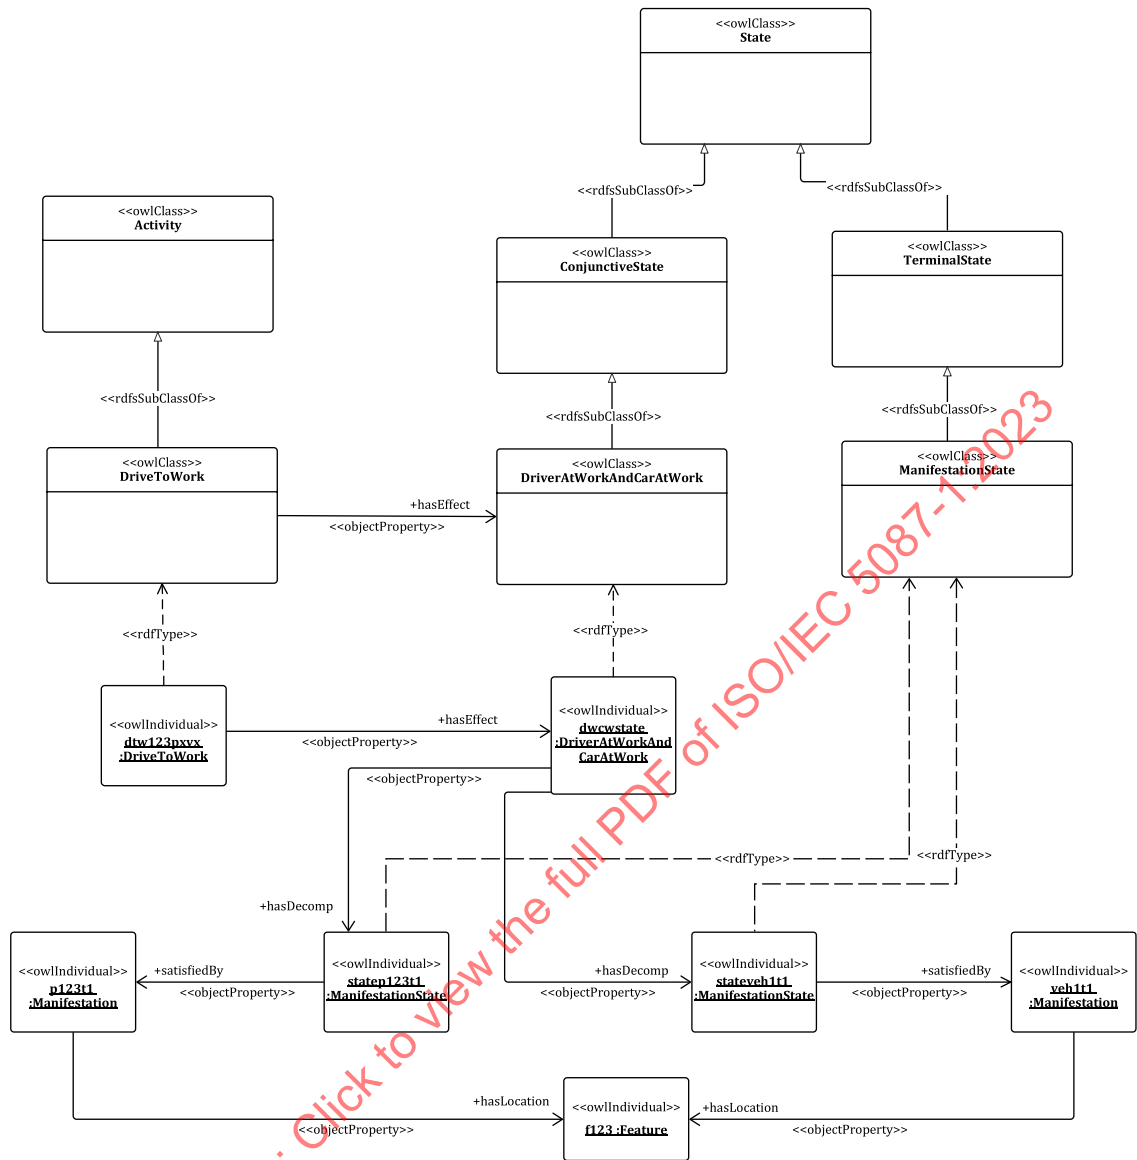 <<owlClass>>
State
<<rdfsSubClassOf>>
<<rdfsSubClassOf>>
<<owlClass>>
Activity
<<owlClass>>
ConjunctiveState
<<owlClass>>
TerminalState
<<rdfsSubClassOf>>
<<rdfsSubClassOf>>
<<rdfsSubClassOf>>
<<owlClass>>
DriveToWork
<<owlClass>>
DriverAtWorkAndCarAtWork
<<owlClass>>
ManifestationState
+hasEffect
<<objectProperty>>
<<rdfType>>
<<rdfType>>
<<owlIndividual>>
dtw123pxvx
:DriveToWork
+hasEffect
<<objectProperty>>
<<owlIndividual>>
dwcwstate
:DriverAtWorkAnd
CarAtWork
<<objectProperty>>
<<rdfType>>
<<rdfType>>
+hasDecomp
<<owlIndividual>>
p123t1
:Manifestation
+satisfiedBy
<<objectProperty>>
<<owlIndividual>>
statep123t1
:ManifestationState
+hasDecomp
<<objectProperty>>
<<owlIndividual>>
stateveh1t1
:ManifestationState
+satisfiedBy
<<objectProperty>>
<<owlIndividual>>
veh1t1
:Manifestation
+hasLocation
<<objectProperty>>
<<owlIndividual>>
f123 :Feature
+hasLocation
<<objectProperty>>
. Click to view the full PDF of ISO/IEC 5087-1:2023